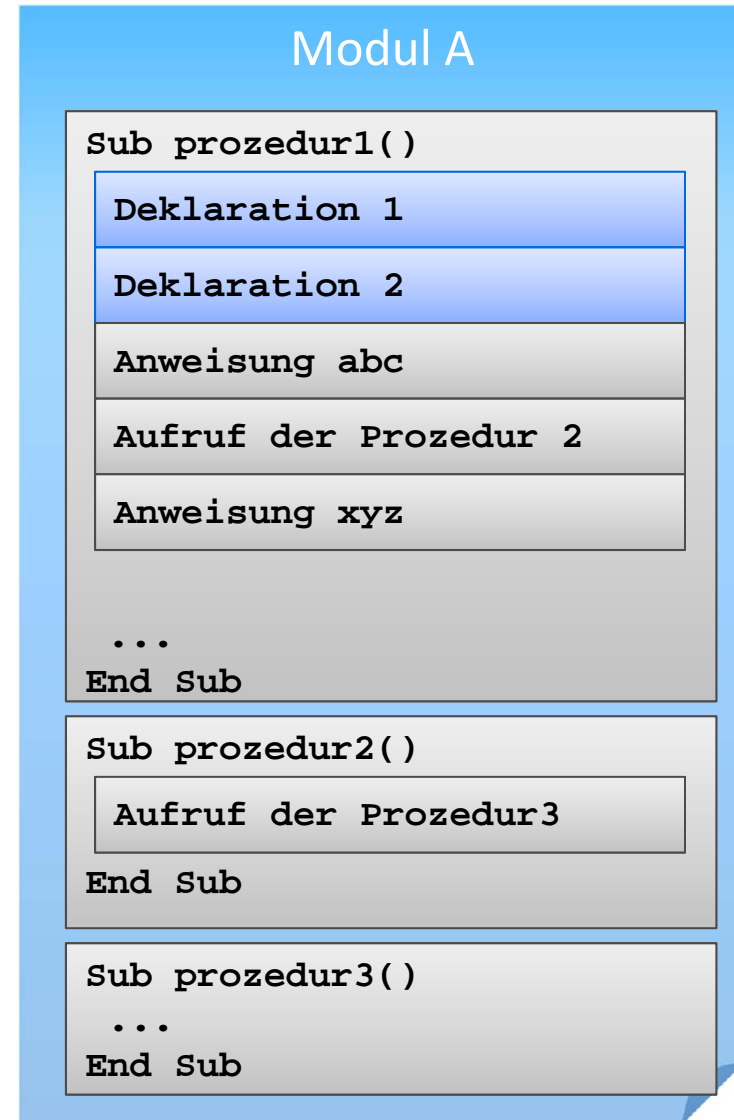 Modul A
Sub prozedur1()
Deklaration 1
Deklaration 2
Anweisung abc
Aufruf der Prozedur 2
Anweisung xyz
...
End Sub
Sub prozedur2()
Aufruf der Prozedur3
End Sub
Sub prozedur3()
...
End Sub